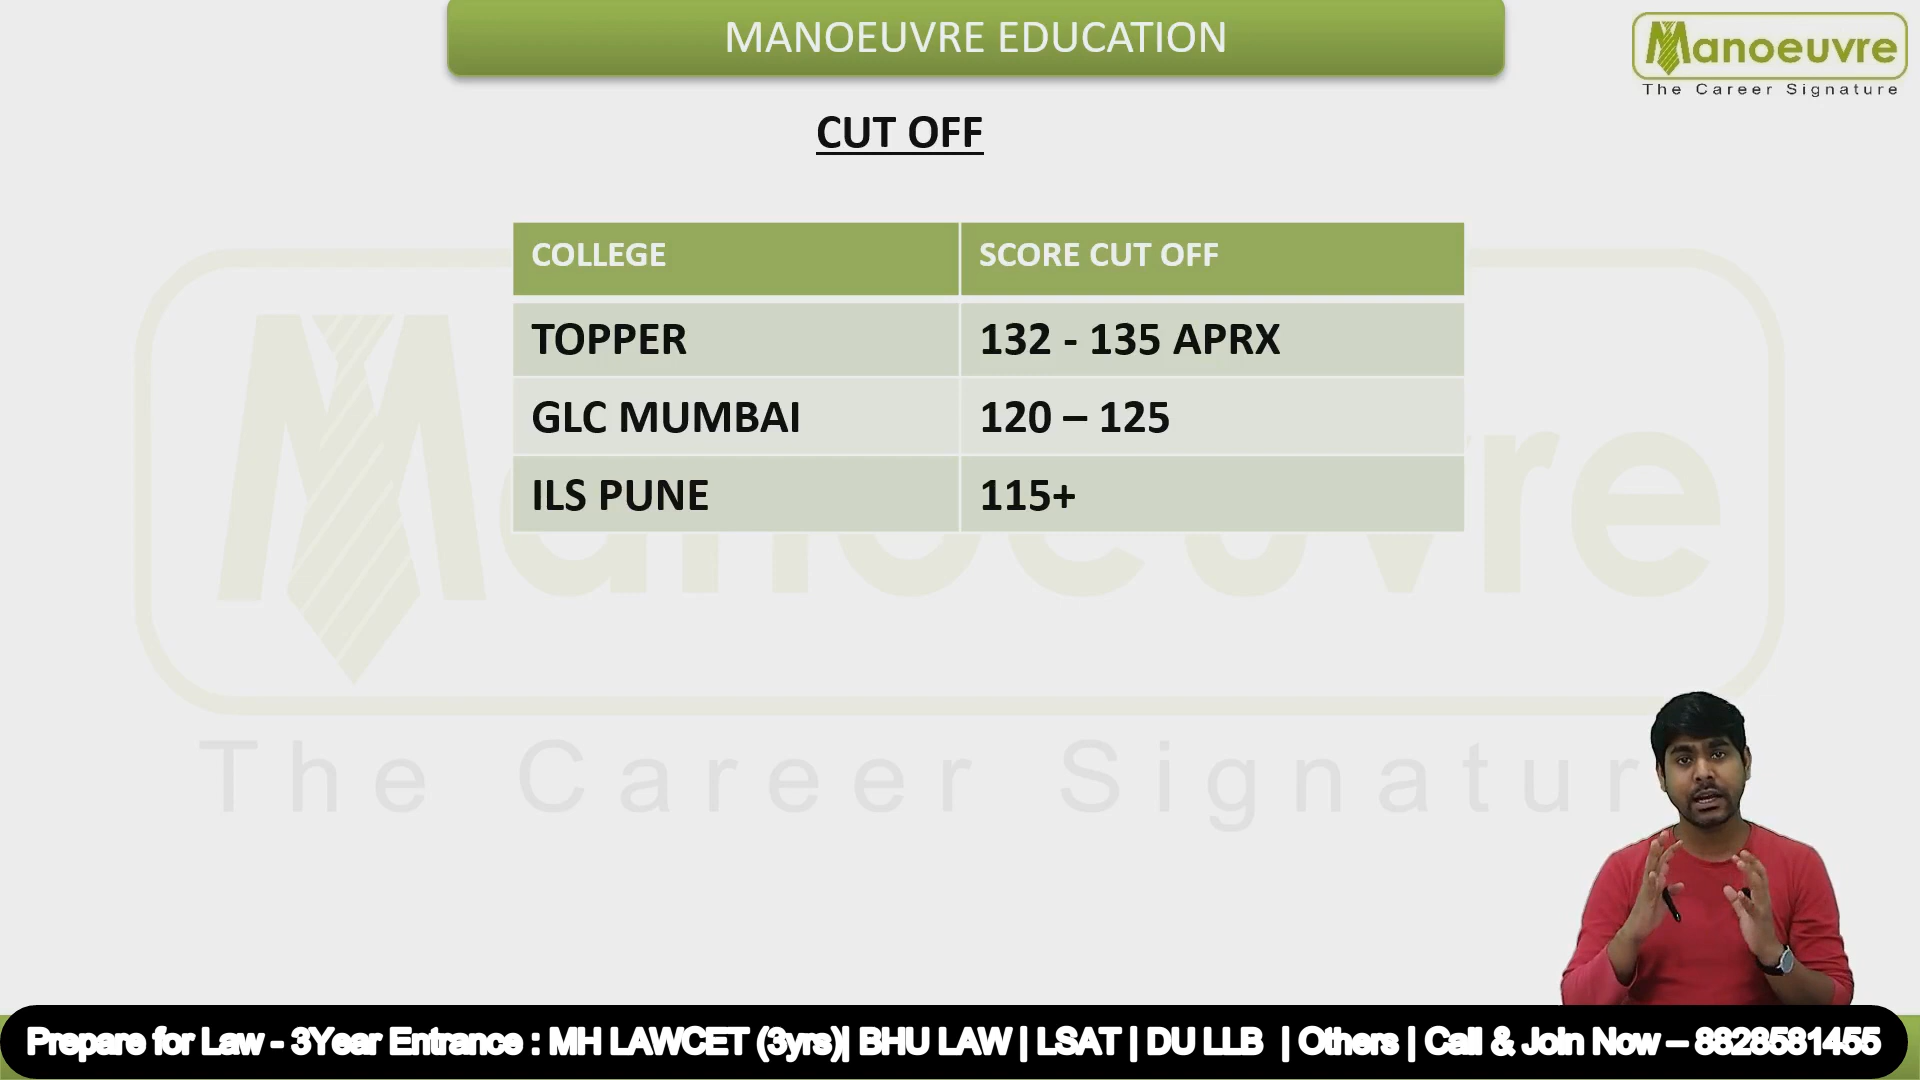 MANOEUVRE EDUCATION
Manoeuvre
The Career Signature
CUT OFF
COLLEGE SCORE CUT OFF
TOPPER 132 - 135 APRX
GLC MUMBAI 120 – 125
ILS PUNE 115+
Manoeuvre
The Career Signatur
Prepare for Law - 3Year Entrance : MH LAWCET (3yrs)| BHU LAW | LSAT | DU LLB | Others | Call & Join Now – 8828581455